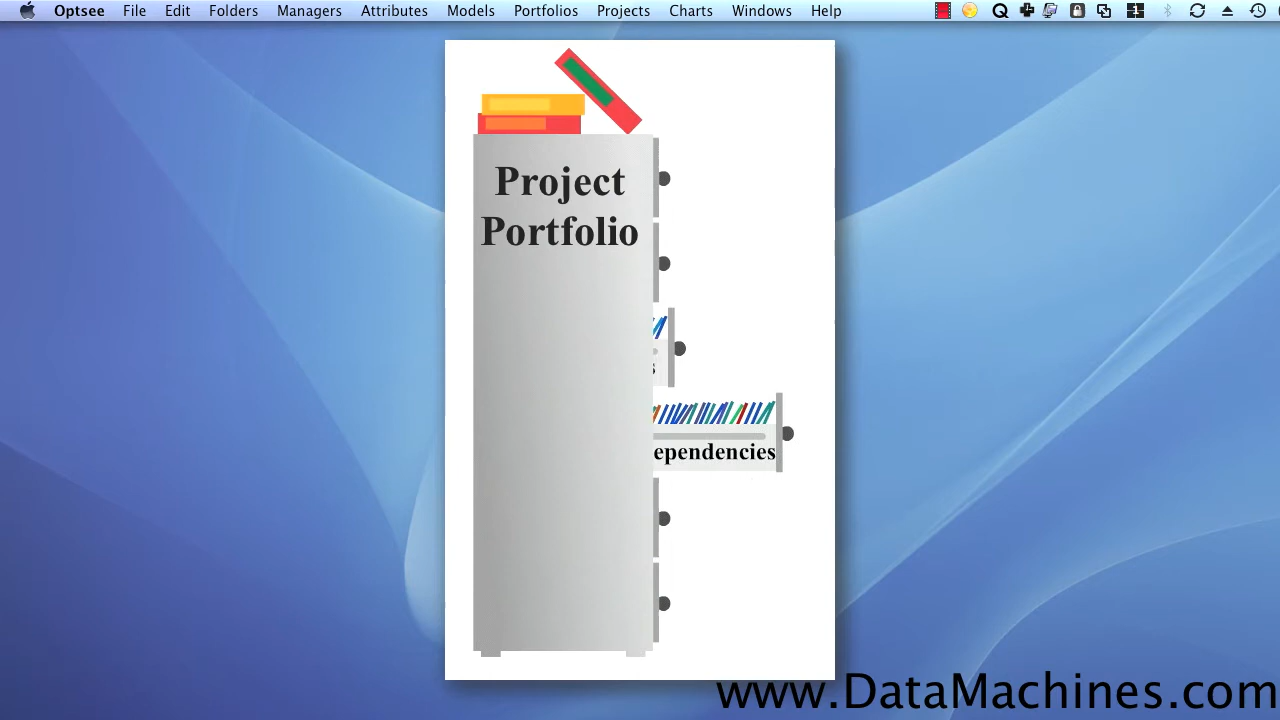 Optsee File Edit Folders Managers Attributes Models Portfolios Projects Charts Windows Help
Project
Portfolio
s
ependencies
www.DataMachines.com